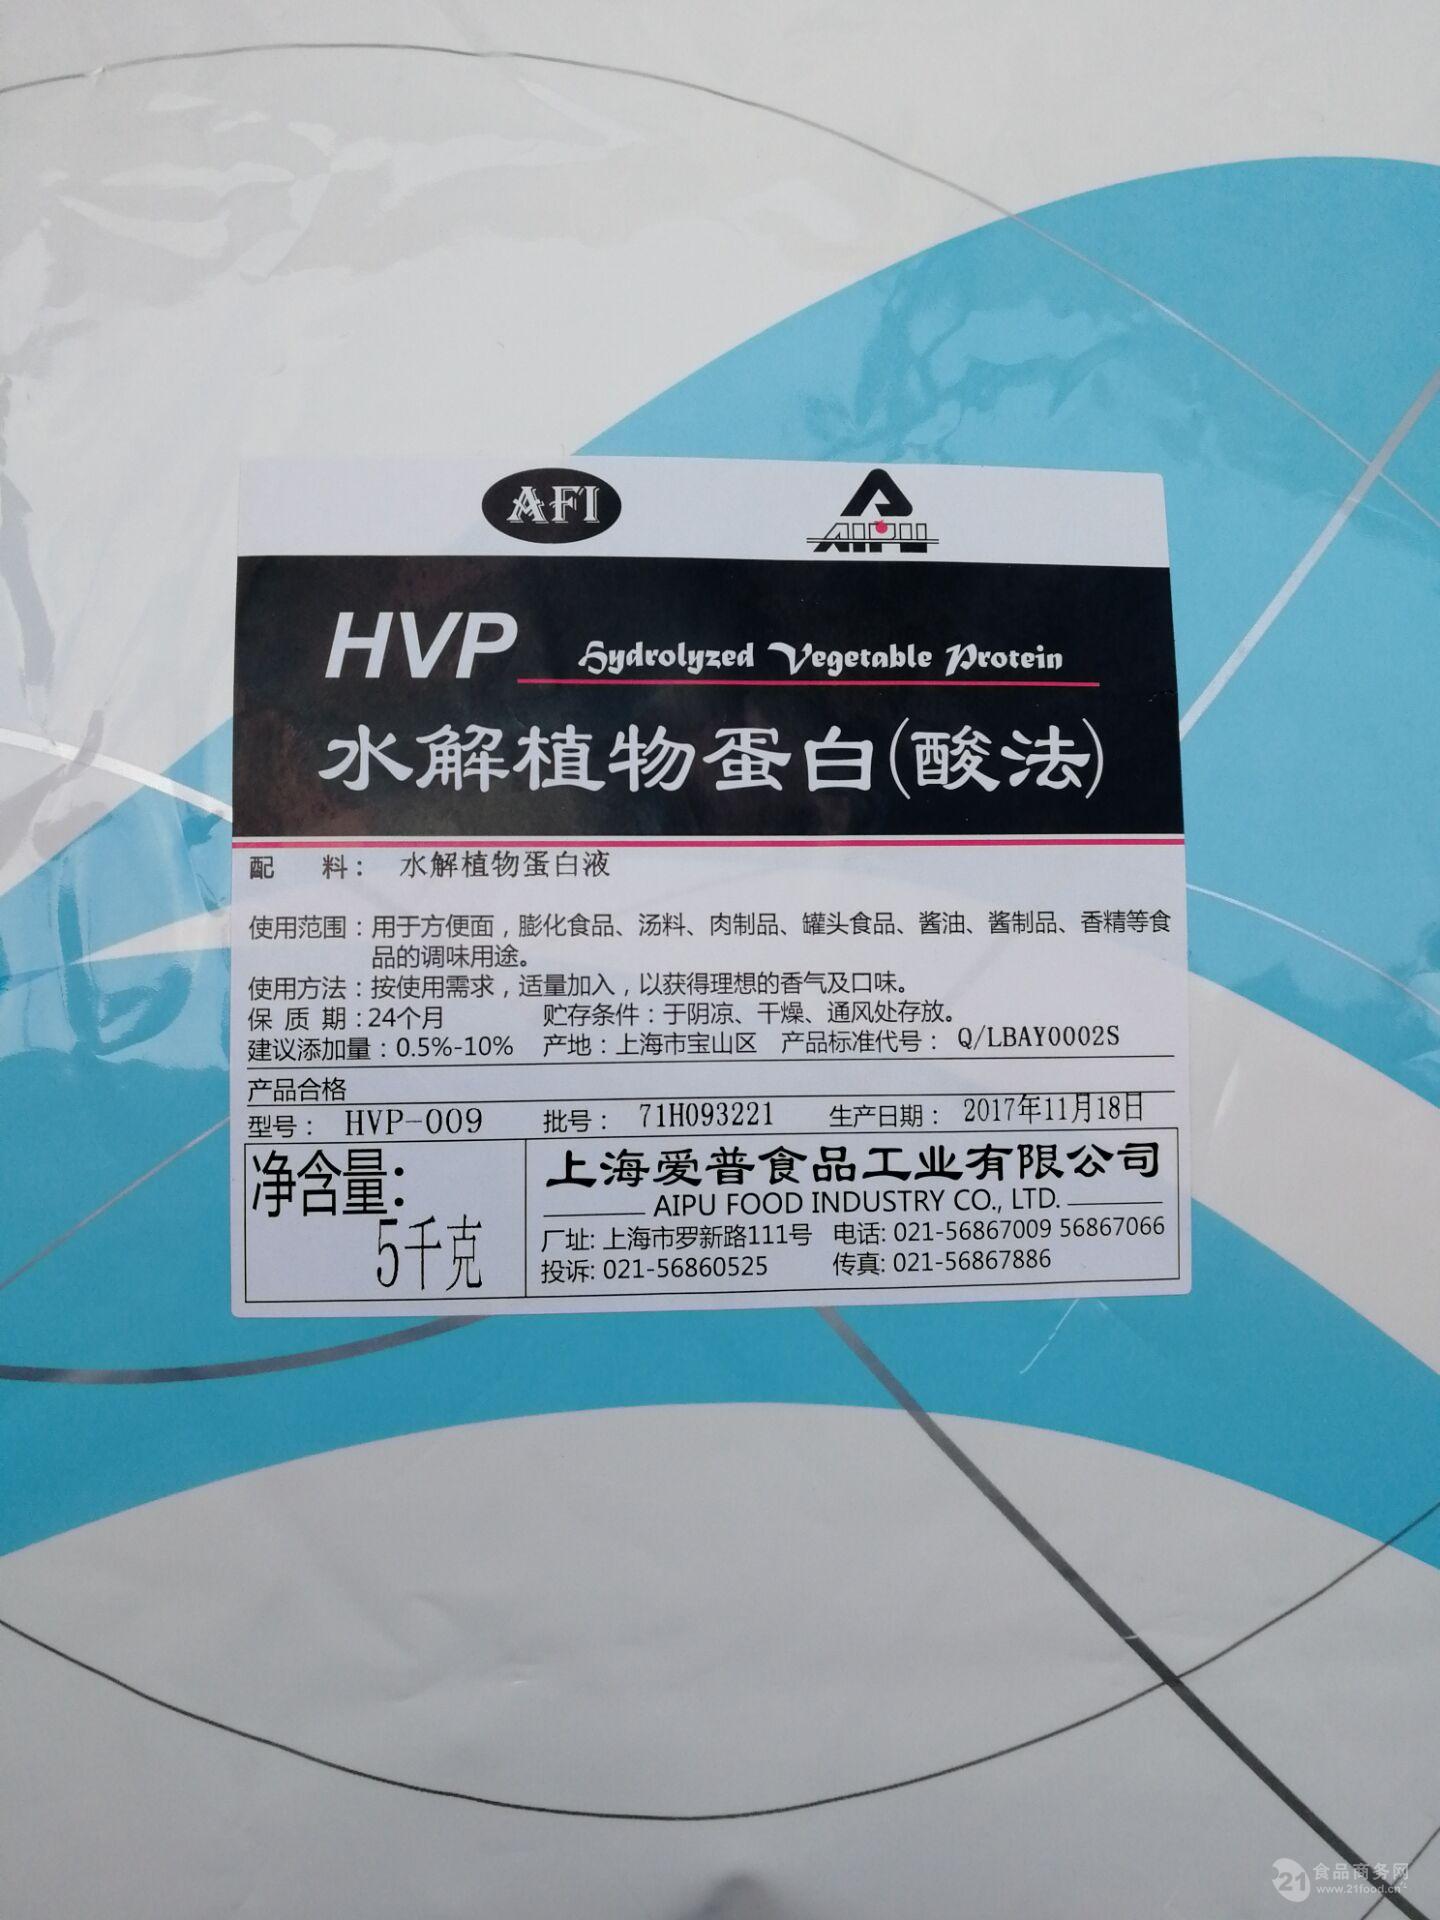 AFI
AIPU
HVP Hydrolyzed Vegetable Protein
水解植物蛋白(酸法)
配 料: 水解植物蛋白液
使用范围:用于方便面,膨化食品、汤料、肉制品、罐头食品、酱油、酱制品、香精等食
品的调味用途。
使用方法:按使用需求,适量加入,以获得理想的香气及口味。
保 质 期:24个月 贮存条件:于阴凉、干燥、通风处存放。
建议添加量:0.5%-10% 产地:上海市宝山区 产品标准代号: Q/LBAY0002S
产品合格
型号: HVP-009 批号: 71H093221 生产日期: 2017年11月18日
净含量:
5千克
上海爱普食品工业有限公司
AIPU FOOD INDUSTRY CO., LTD.
厂址: 上海市罗新路111号 电话: 021-56867009 56867066
投诉: 021-56860525 传真: 021-56867886
21 食品商务网
www.21food.cn